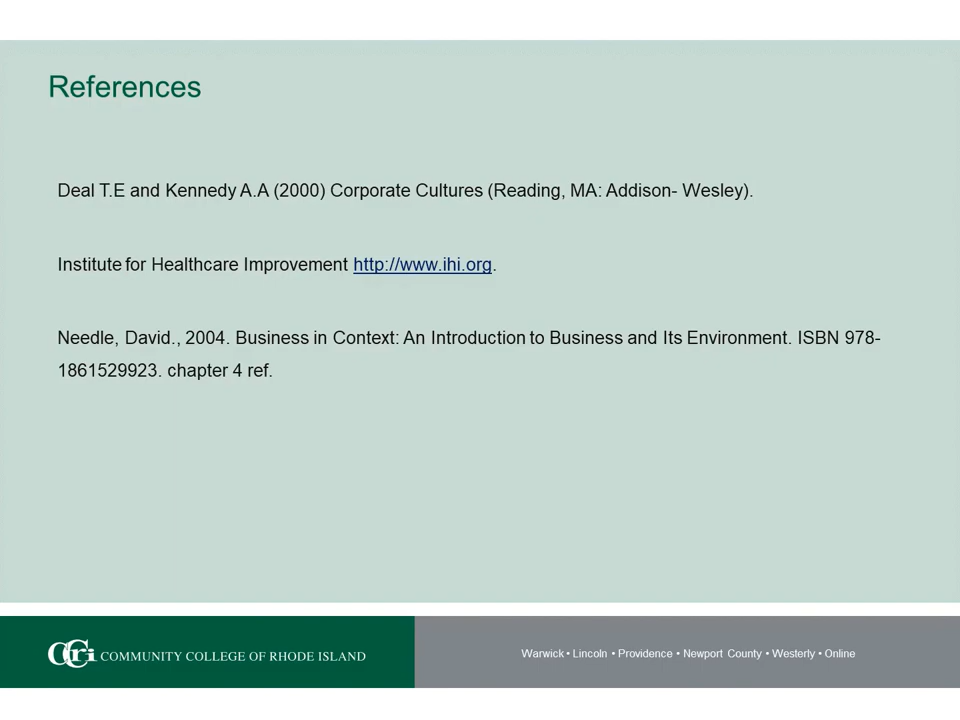 References
Deal T.E and Kennedy A.A (2000) Corporate Cultures (Reading, MA: Addison- Wesley).
Institute for Healthcare Improvement http://www.ihi.org.
Needle, David., 2004. Business in Context: An Introduction to Business and Its Environment. ISBN 978-
1861529923. chapter 4 ref.
CCri COMMUNITY COLLEGE OF RHODE ISLAND
Warwick • Lincoln • Providence • Newport County • Westerly • Online